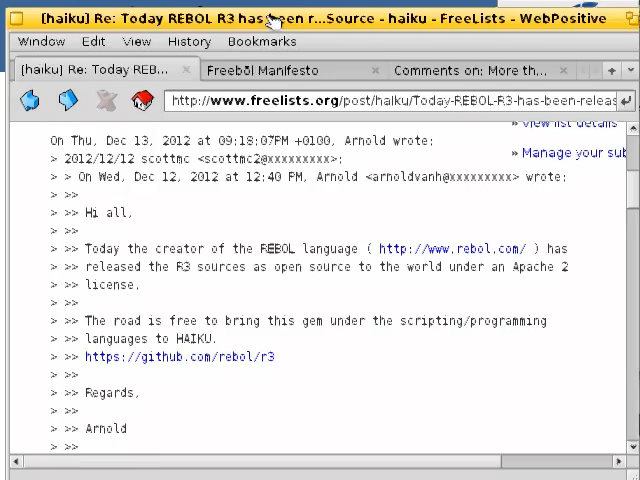 [haiku] Re: Today REBOL R3 has been r...Source - haiku - FreeLists - WebPositive
Window Edit View History Bookmarks
[haiku] Re: Today REB... Freebõl Manifesto Comments on: More th...
http://www.freelists.org/post/haiku/Today-REBOL-R3-has-been-releas
» View list details
On Thu, Dec 13, 2012 at 09:18:07PM +0100, Arnold wrote:
» Manage your sub
> 2012/12/12 scottmc <scottmc2@xxxxxxxxx>:
> > On Wed, Dec 12, 2012 at 12:40 PM, Arnold <arnoldvanh@xxxxxxxxx> wrote:
> >>
> >> Hi all,
> >>
> >> Today the creator of the REBOL language ( http://www.rebol.com/ ) has
> >> released the R3 sources as open source to the world under an Apache 2
> >> license.
> >>
> >> The road is free to bring this gem under the scripting/programming
> >> languages to HAIKU.
> >> https://github.com/rebol/r3
> >>
> >> Regards,
> >>
> >> Arnold
> >>